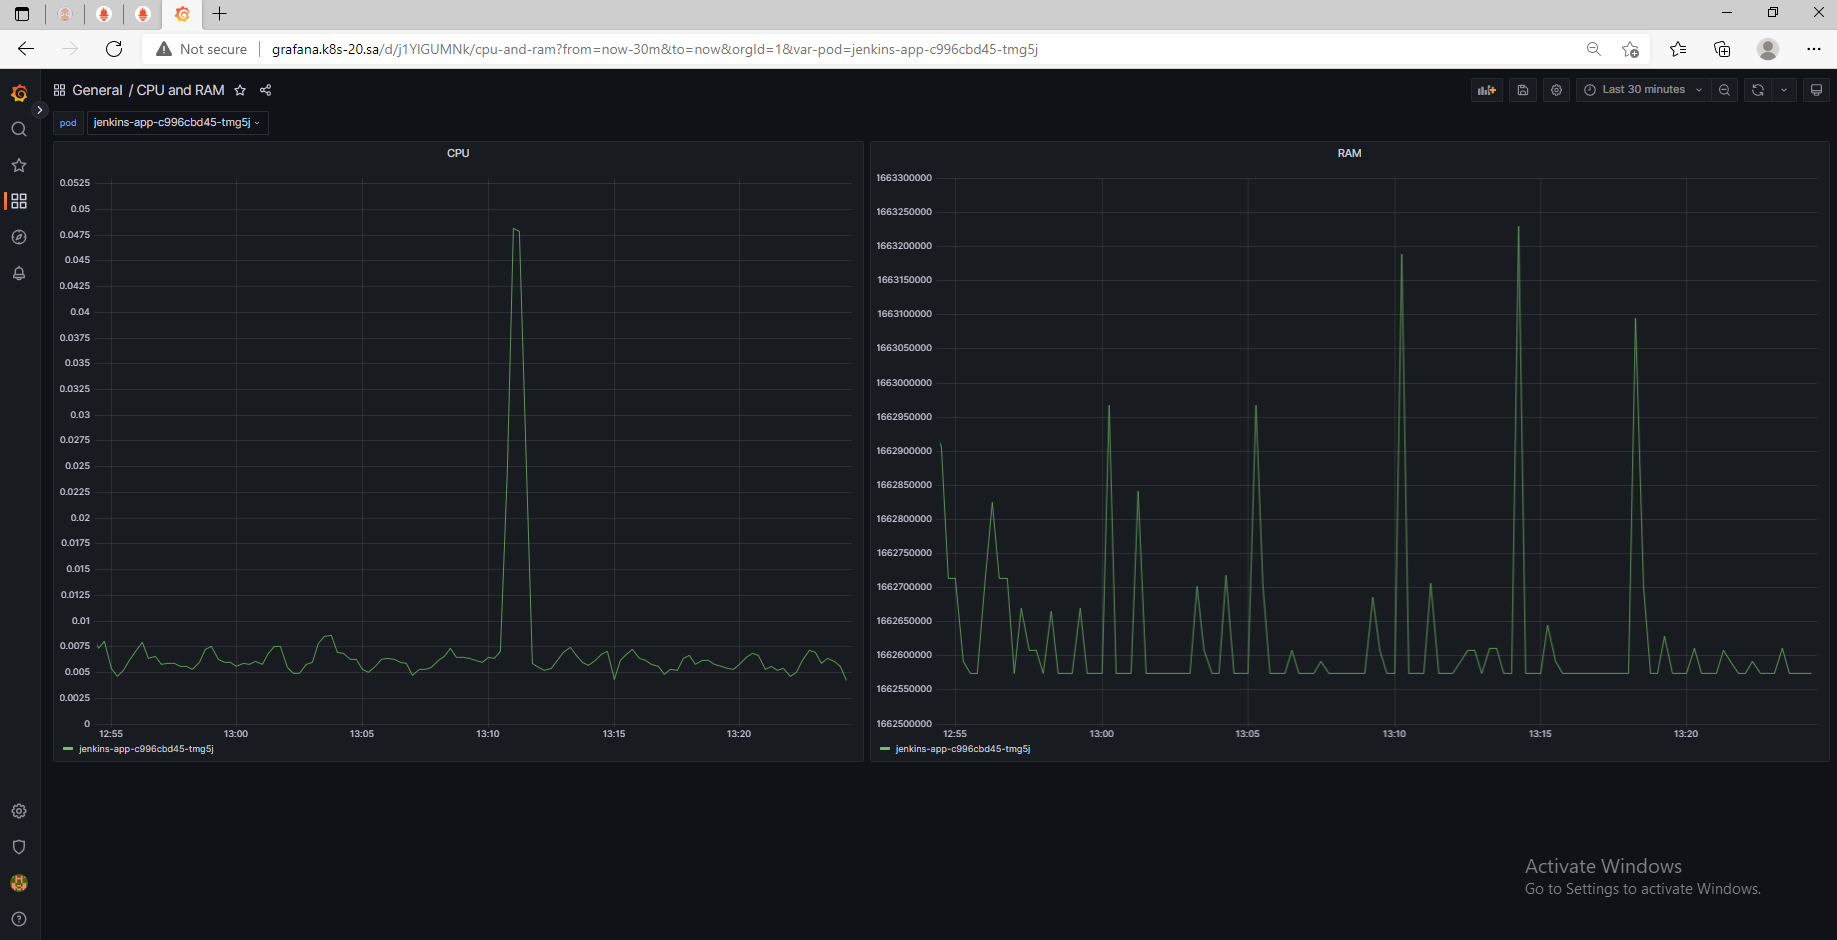 Not secure
grafana.k8s-20.sa/d/j1YIGUMNk/cpu-and-ram?from=now-30m&to=now&orgId=1&var-pod=jenkins-app-c996cbd45-tmg5j
General / CPU and RAM
Last 30 minutes
pod
jenkins-app-c996cbd45-tmg5j
CPU
0.0525
0.05
0.0475
0.045
0.0425
0.04
0.0375
0.035
0.0325
0.03
0.0275
0.025
0.0225
0.02
0.0175
0.015
0.0125
0.01
0.0075
0.005
0.0025
0
12:55 13:00 13:05 13:10 13:15 13:20
jenkins-app-c996cbd45-tmg5j
RAM
1663300000
1663250000
1663200000
1663150000
1663100000
1663050000
1663000000
1662950000
1662900000
1662850000
1662800000
1662750000
1662700000
1662650000
1662600000
1662550000
1662500000
12:55 13:00 13:05 13:10 13:15 13:20
jenkins-app-c996cbd45-tmg5j
Activate Windows
Go to Settings to activate Windows.